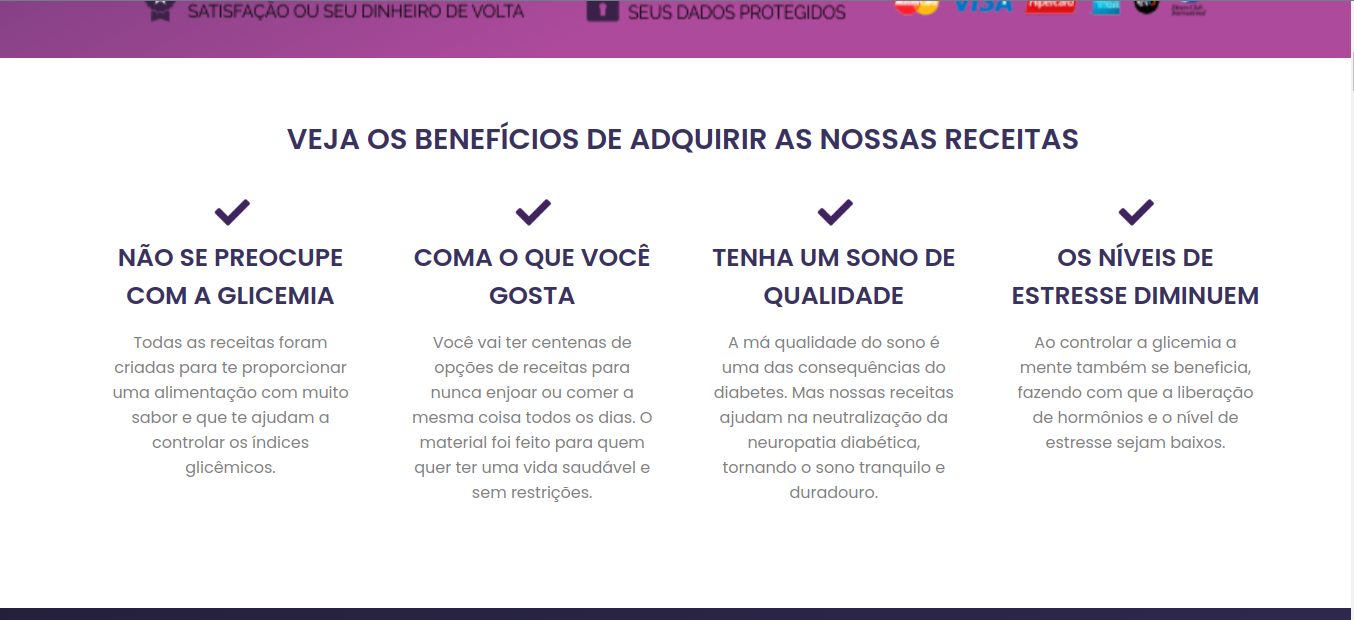 SATISFAÇÃO OU SEU DINHEIRO DE VOLTA
SEUS DADOS PROTEGIDOS
VISA
VEJA OS BENEFÍCIOS DE ADQUIRIR AS NOSSAS RECEITAS
NÃO SE PREOCUPE
COM A GLICEMIA
Todas as receitas foram
criadas para te proporcionar
uma alimentação com muito
sabor e que te ajudam a
controlar os índices
glicêmicos.
COMA O QUE VOCÊ
GOSTA
Você vai ter centenas de
opções de receitas para
nunca enjoar ou comer a
mesma coisa todos os dias. O
material foi feito para quem
quer ter uma vida saudável e
sem restrições.
TENHA UM SONO DE
QUALIDADE
A má qualidade do sono é
uma das consequências do
diabetes. Mas nossas receitas
ajudam na neutralização da
neuropatia diabética,
tornando o sono tranquilo e
duradouro.
OS NÍVEIS DE
ESTRESSE DIMINUEM
Ao controlar a glicemia a
mente também se beneficia,
fazendo com que a liberação
de hormônios e o nível de
estresse sejam baixos.